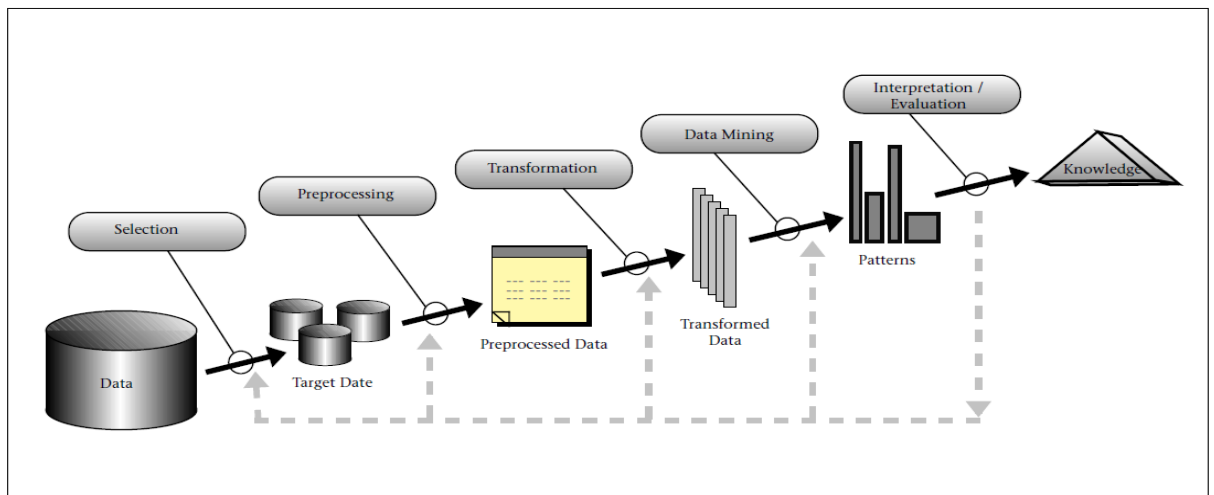 Interpretation /
Evaluation
Data Mining
Transformation
Knowledge
Preprocessing
Selection
Patterns
Transformed
Data
Preprocessed Data
Data
Target Date